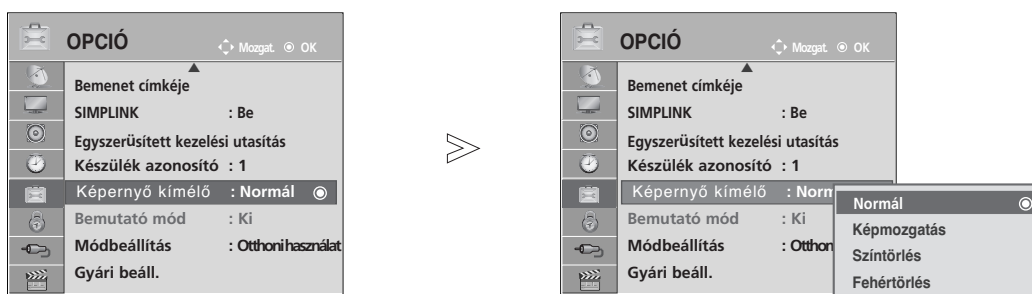 OPCIÓ Mozgat. OK
Bemenet címkéje
SIMPLINK : Be
Egyszerüsített kezelési utasítás
Készülék azonosító : 1
Képernyő kímélő : Normál
Bemutató mód : Ki
Módbeállítás : Otthoni használat
Gyári beáll.
OPCIÓ Mozgat. OK
Bemenet címkéje
SIMPLINK : Be
Egyszerüsített kezelési utasítás
Készülék azonosító : 1
Képernyő kímélő : Norm
Bemutató mód : Ki
Módbeállítás : Otthon
Gyári beáll.
Normál
Képmozgatás
Színtörlés
Fehértörlés